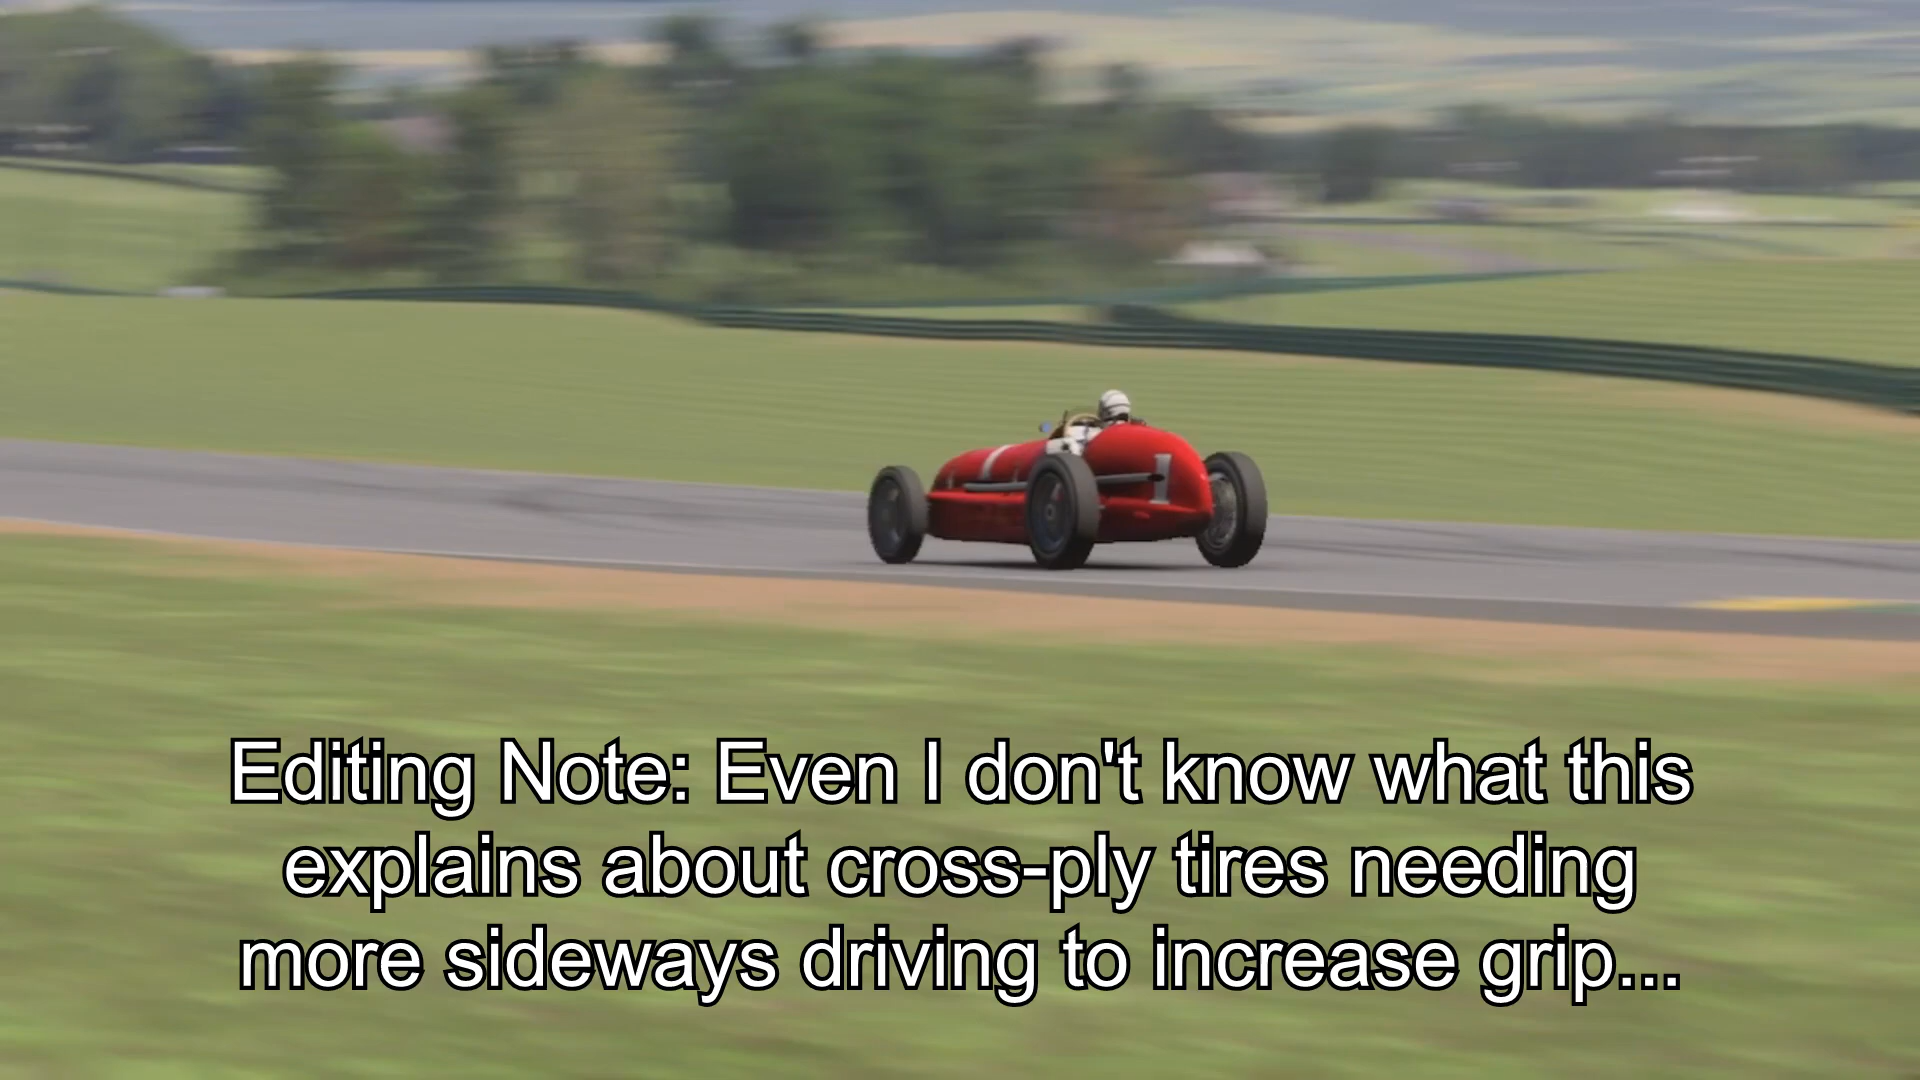 1
Editing Note: Even I don't know what this
explains about cross-ply tires needing
more sideways driving to increase grip...